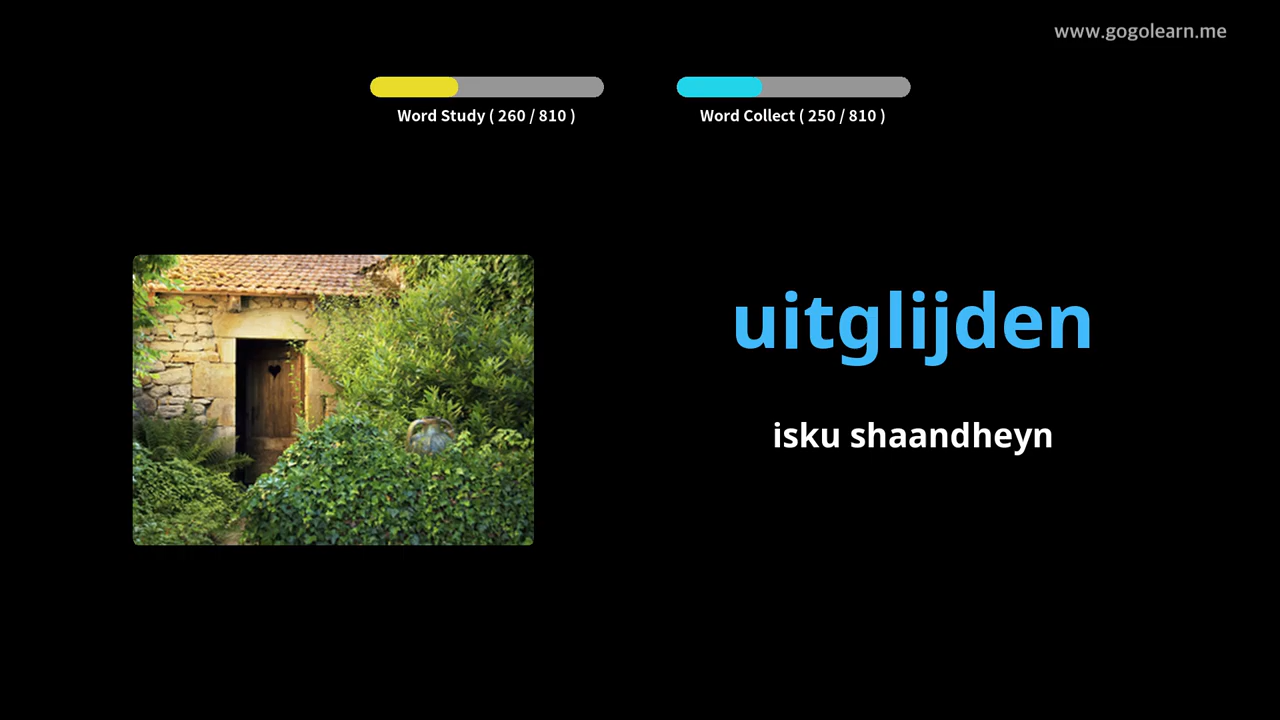 www.gogolearn.me
Word Study ( 260 / 810 )
Word Collect ( 250 / 810 )
uitglijden
isku shaandheyn